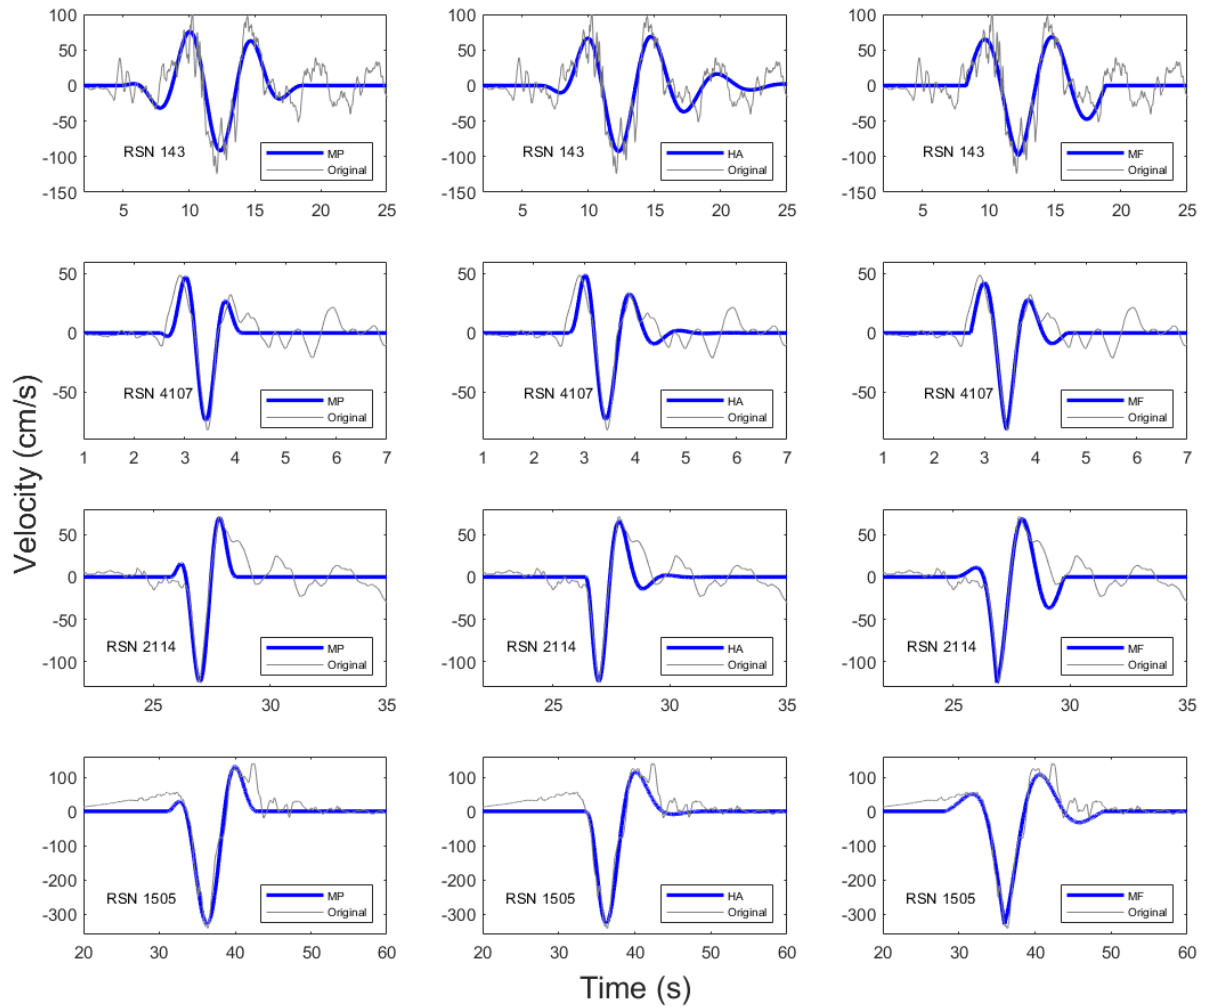 100
50
0
-50
-100
-150
5 10 15 20 25
RSN 143
MP
Original
100
50
0
-50
-100
-150
5 10 15 20 25
RSN 143
HA
Original
100
50
0
-50
-100
-150
5 10 15 20 25
RSN 143
MF
Original
50
0
-50
1 2 3 4 5 6 7
RSN 4107
MP
Original
50
0
-50
1 2 3 4 5 6 7
RSN 4107
HA
Original
50
0
-50
1 2 3 4 5 6 7
RSN 4107
MF
Original
Velocity (cm/s)
50
0
-50
-100
25 30 35
RSN 2114
MP
Original
50
0
-50
-100
25 30 35
RSN 2114
HA
Original
50
0
-50
-100
25 30 35
RSN 2114
MF
Original
100
0
-100
-200
-300
20 30 40 50 60
RSN 1505
MP
Original
100
0
-100
-200
-300
20 30 40 50 60
RSN 1505
HA
Original
100
0
-100
-200
-300
20 30 40 50 60
RSN 1505
MF
Original
Time (s)